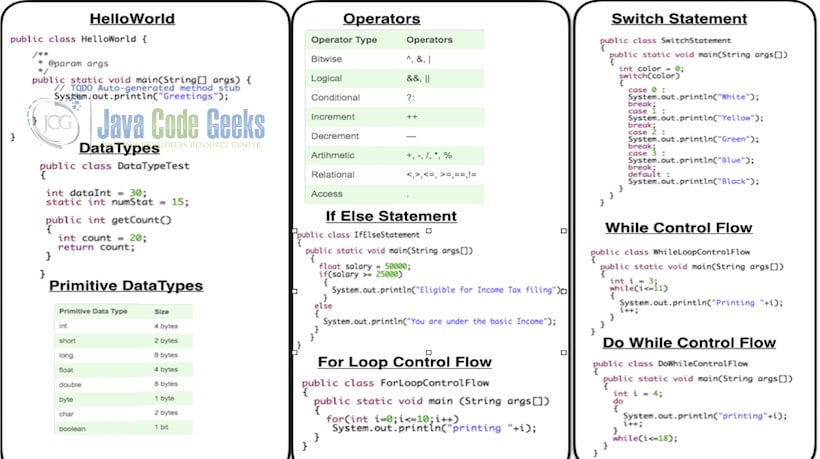 HelloWorld
public class HelloWorld {
/**
* @param args
*/
public static void main(String[] args) {
// TODO Auto-generated method stub
System.out.println("Greetings");
}
}
JCG
Java Code Geeks
DataTypes
public class DataTypeTest
{
int dataInt = 30;
static int numStat = 15;
public int getCount()
{
int count = 20;
return count;
}
}
Primitive DataTypes
Primitive Data Type Size
int 4 bytes
short 2 bytes
long 8 bytes
float 4 bytes
double 8 bytes
byte 1 byte
char 2 bytes
boolean 1 bit
Operators
Operator Type Operators
Bitwise ^, &, |
Logical &&, ||
Conditional ?:
Increment ++
Decrement —
Artihmetic +, -, /, *, %
Relational <,>,<=, >=,==,!=
Access .
If Else Statement
public class IfElseStatement
{
public static void main(String args[])
{
float salary = 50000;
if(salary >= 25000)
{
System.out.println("Eligible for Income Tax filing");
}
else
{
System.out.println("You are under the basic Income");
}
}
}
For Loop Control Flow
public class ForLoopControlFlow
{
public static void main (String args[])
{
for(int i=0;i<=10;i++)
System.out.println("printing "+i);
}
}
Switch Statement
public class SwitchStatement
{
public static void main(String args[])
{
int color = 0;
switch(color)
{
case 0 :
System.out.println("White");
break;
case 1 :
System.out.println("Yellow");
break;
case 2 :
System.out.println("Green");
break;
case 3 :
System.out.println("Blue");
break;
default :
System.out.println("Black");
}
}
}
While Control Flow
public class WhileLoopControlFlow
{
public static void main(String args[])
{
int i = 3;
while(i<=11)
{
System.out.println("Printing "+i);
i++;
}
}
}
Do While Control Flow
public class DoWhileControlFlow
{
public static void main(String args[])
{
int i = 4;
do
{
System.out.println("printing"+i);
i++;
}
while(i<=18);
}
}